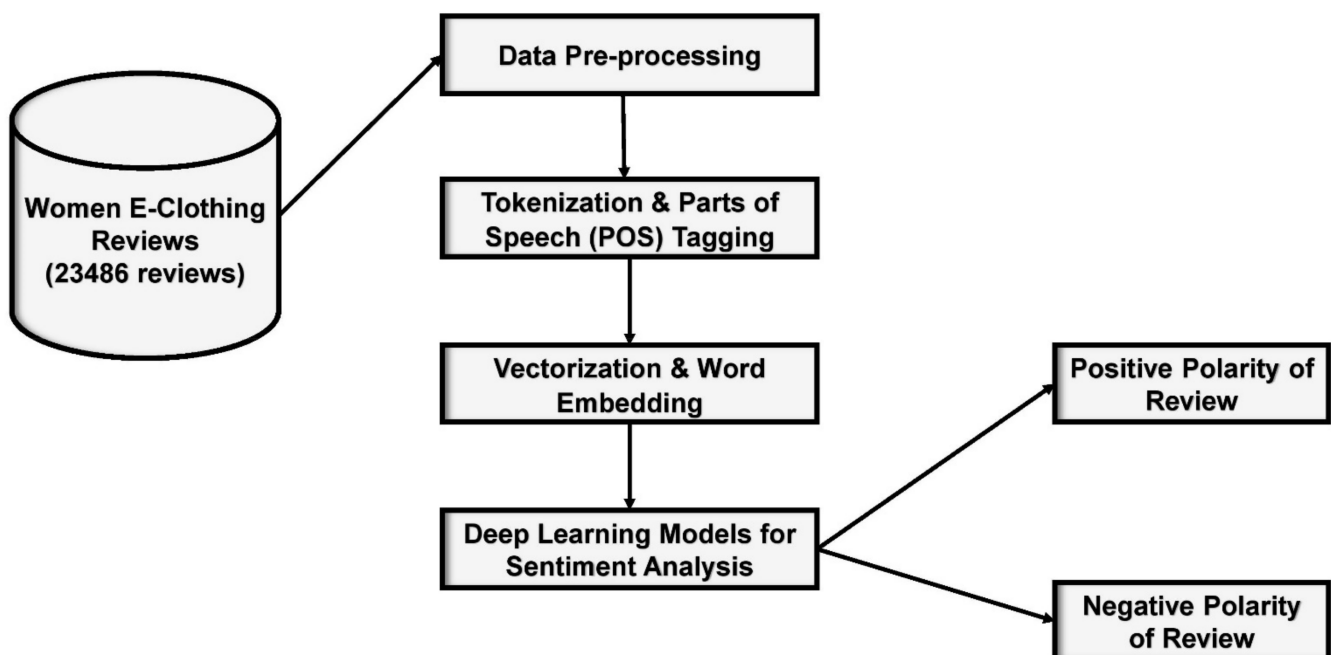 Women E-Clothing
Reviews
(23486 reviews)
Data Pre-processing
Tokenization & Parts of
Speech (POS) Tagging
Vectorization & Word
Embedding
Deep Learning Models for
Sentiment Analysis
Positive Polarity of
Review
Negative Polarity
of Review